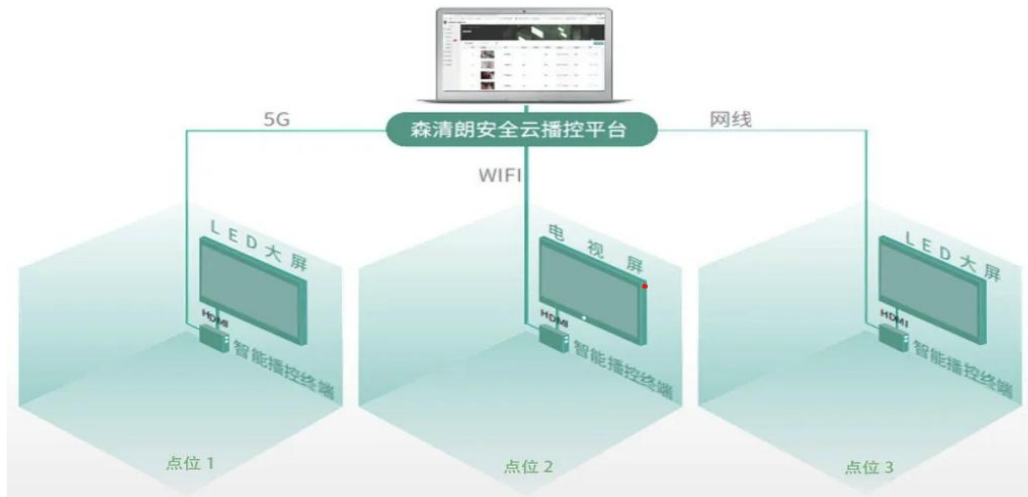 5G
森清朗安全云播控平台
网线
WIFI
LED大屏
HDMI
智能播控终端
点位 1
电视屏
HDMI
智能播控终端
点位 2
LED大屏
HDMI
智能播控终端
点位 3